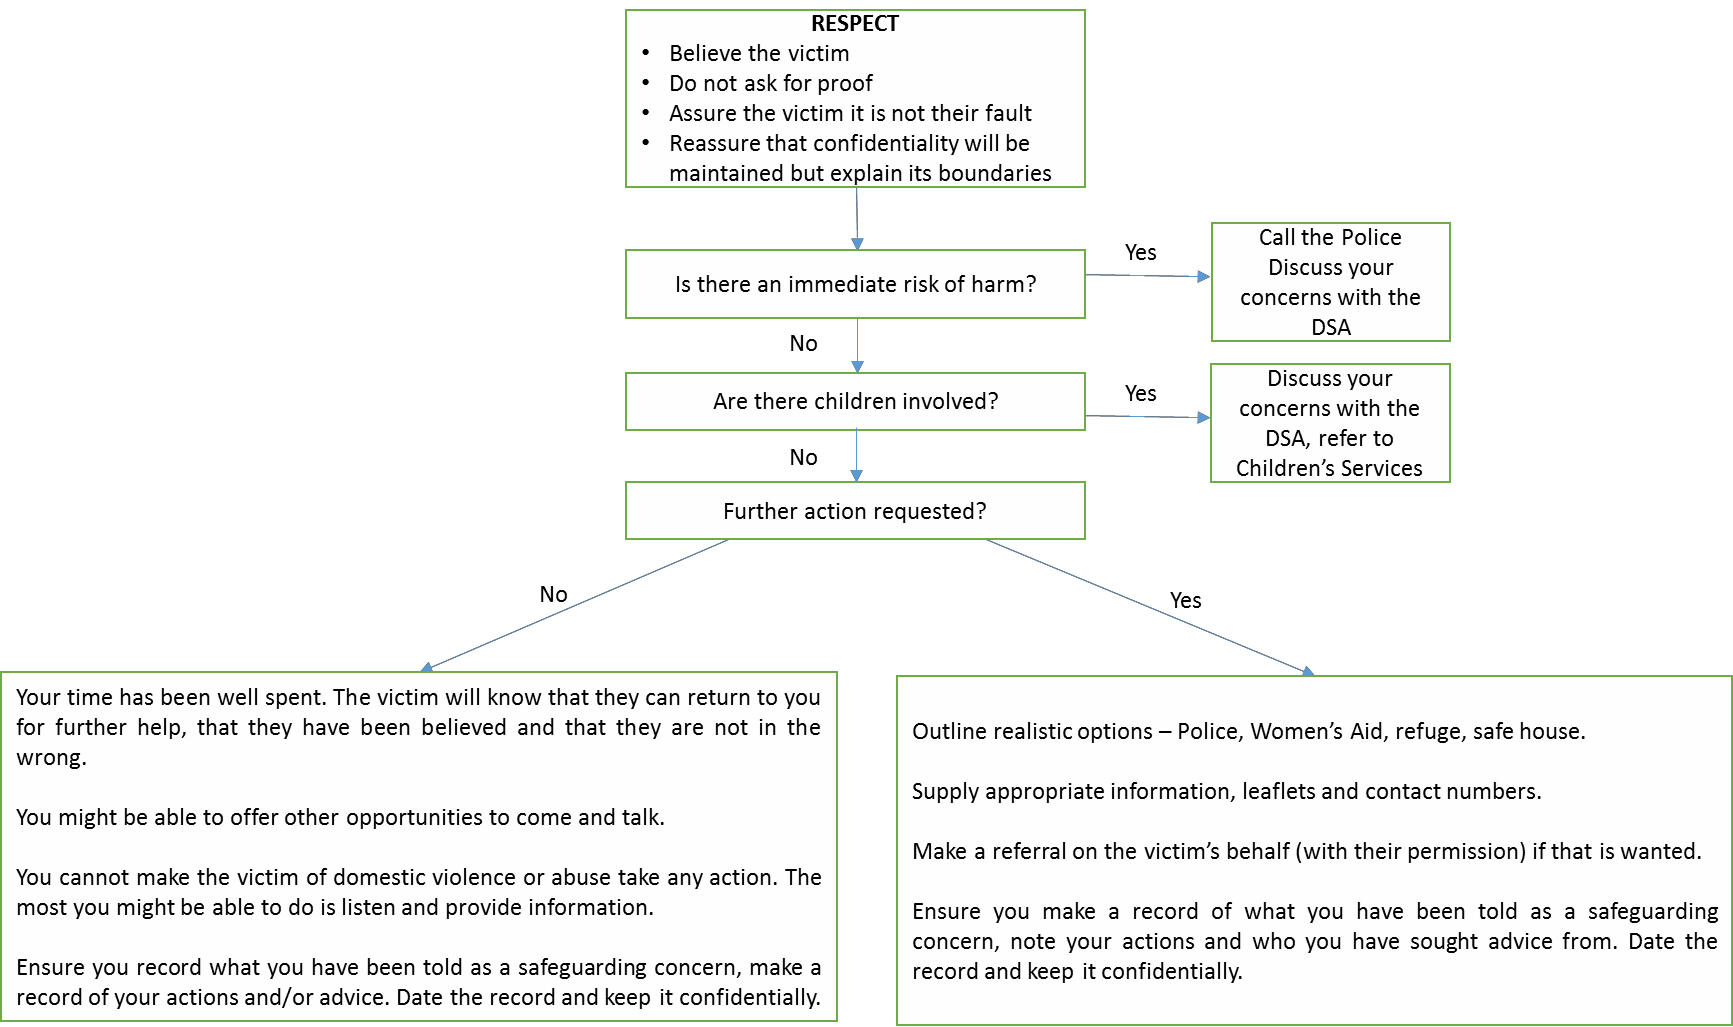 RESPECT
• Believe the victim
• Do not ask for proof
• Assure the victim it is not their fault
• Reassure that confidentiality will be
maintained but explain its boundaries
Is there an immediate risk of harm?
Yes
Call the Police
Discuss your
concerns with the
DSA
No
Are there children involved?
Yes
Discuss your
concerns with the
DSA, refer to
Children’s Services
No
Further action requested?
No
Yes
Your time has been well spent. The victim will know that they can return to you
for further help, that they have been believed and that they are not in the
wrong.
You might be able to offer other opportunities to come and talk.
You cannot make the victim of domestic violence or abuse take any action. The
most you might be able to do is listen and provide information.
Ensure you record what you have been told as a safeguarding concern, make a
record of your actions and/or advice. Date the record and keep it confidentially.
Outline realistic options – Police, Women’s Aid, refuge, safe house.
Supply appropriate information, leaflets and contact numbers.
Make a referral on the victim’s behalf (with their permission) if that is wanted.
Ensure you make a record of what you have been told as a safeguarding
concern, note your actions and who you have sought advice from. Date the
record and keep it confidentially.